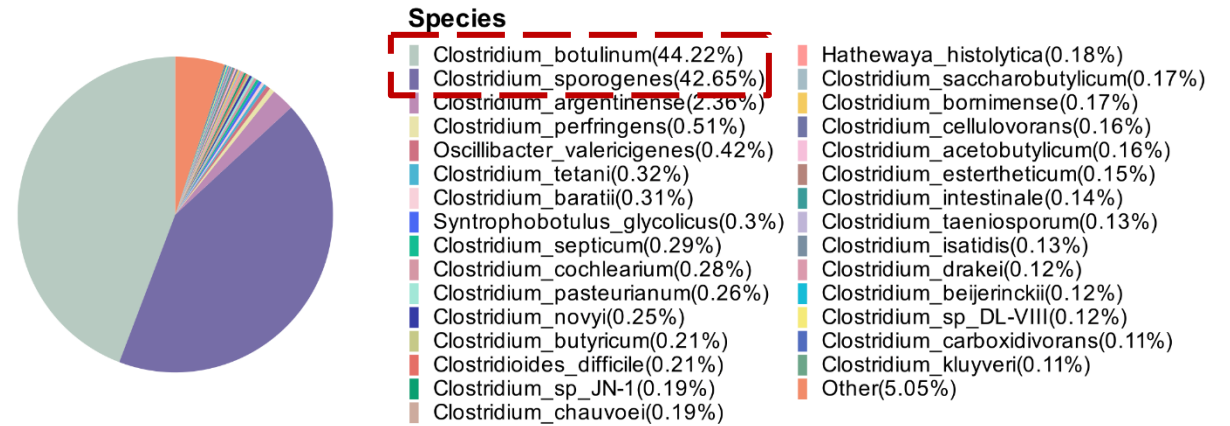 Species
Clostridium_botulinum(44.22%)
Clostridium_sporogenes(42.65%)
Clostridium_argentinense(2.36%)
Clostridium_perfringens(0.51%)
Oscillibacter_valericigenes(0.42%)
Clostridium_tetani(0.32%)
Clostridium_baratii(0.31%)
Syntrophobotulus_glycolicus(0.3%)
Clostridium_septicum(0.29%)
Clostridium_cochlearium(0.28%)
Clostridium_pasteurianum(0.26%)
Clostridium_novyi(0.25%)
Clostridium_butyricum(0.21%)
Clostridioides_difficile(0.21%)
Clostridium_sp_JN-1(0.19%)
Clostridium_chauvoei(0.19%)
Hathewaya_histolytica(0.18%)
Clostridium_saccharobutylicum(0.17%)
Clostridium_bornimense(0.17%)
Clostridium_cellulovorans(0.16%)
Clostridium_acetobutylicum(0.16%)
Clostridium_estertheticum(0.15%)
Clostridium_intestinale(0.14%)
Clostridium_taeniosporum(0.13%)
Clostridium_isatidis(0.13%)
Clostridium_drakei(0.12%)
Clostridium_beijerinckii(0.12%)
Clostridium_sp_DL-VIII(0.12%)
Clostridium_carboxidivorans(0.11%)
Clostridium_kluyveri(0.11%)
Other(5.05%)